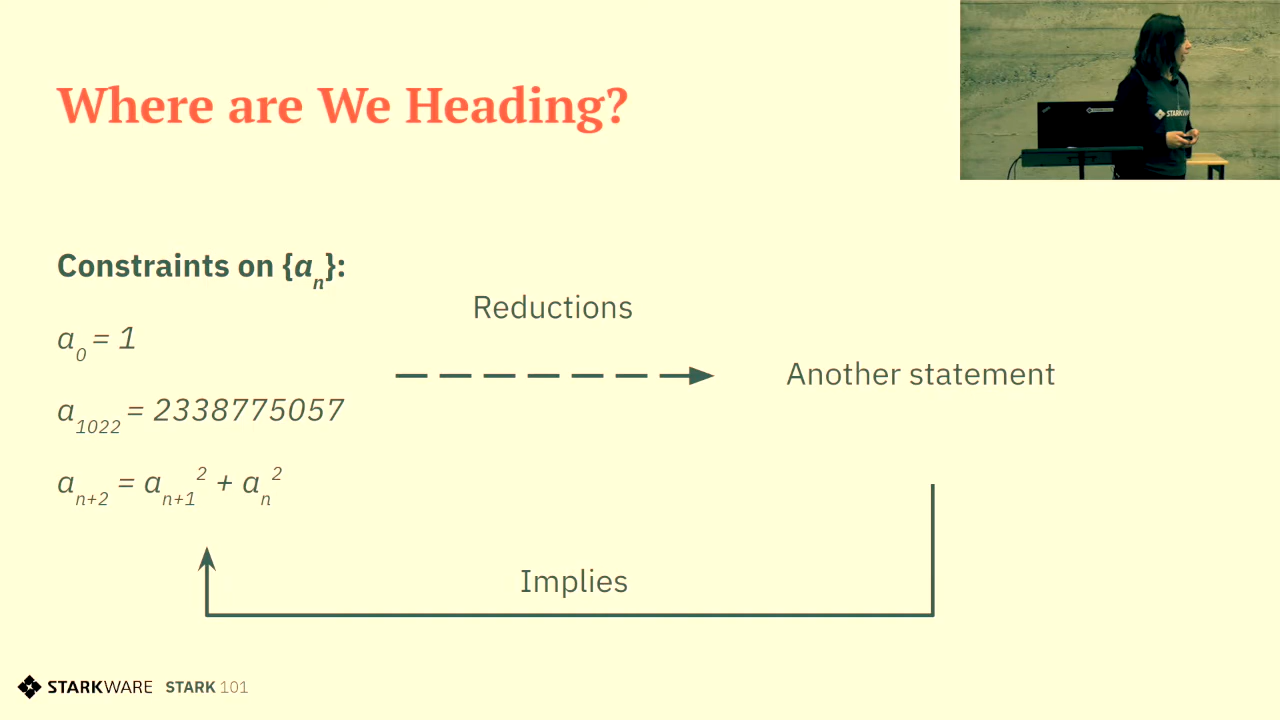 Where are We Heading?
Constraints on {aₙ}:
Reductions
a₀ = 1
Another statement
a₁₀₂₂ = 2338775057
aₙ₊₂ = aₙ₊₁² + aₙ²
Implies
STARKWARE STARK 101
STARKW